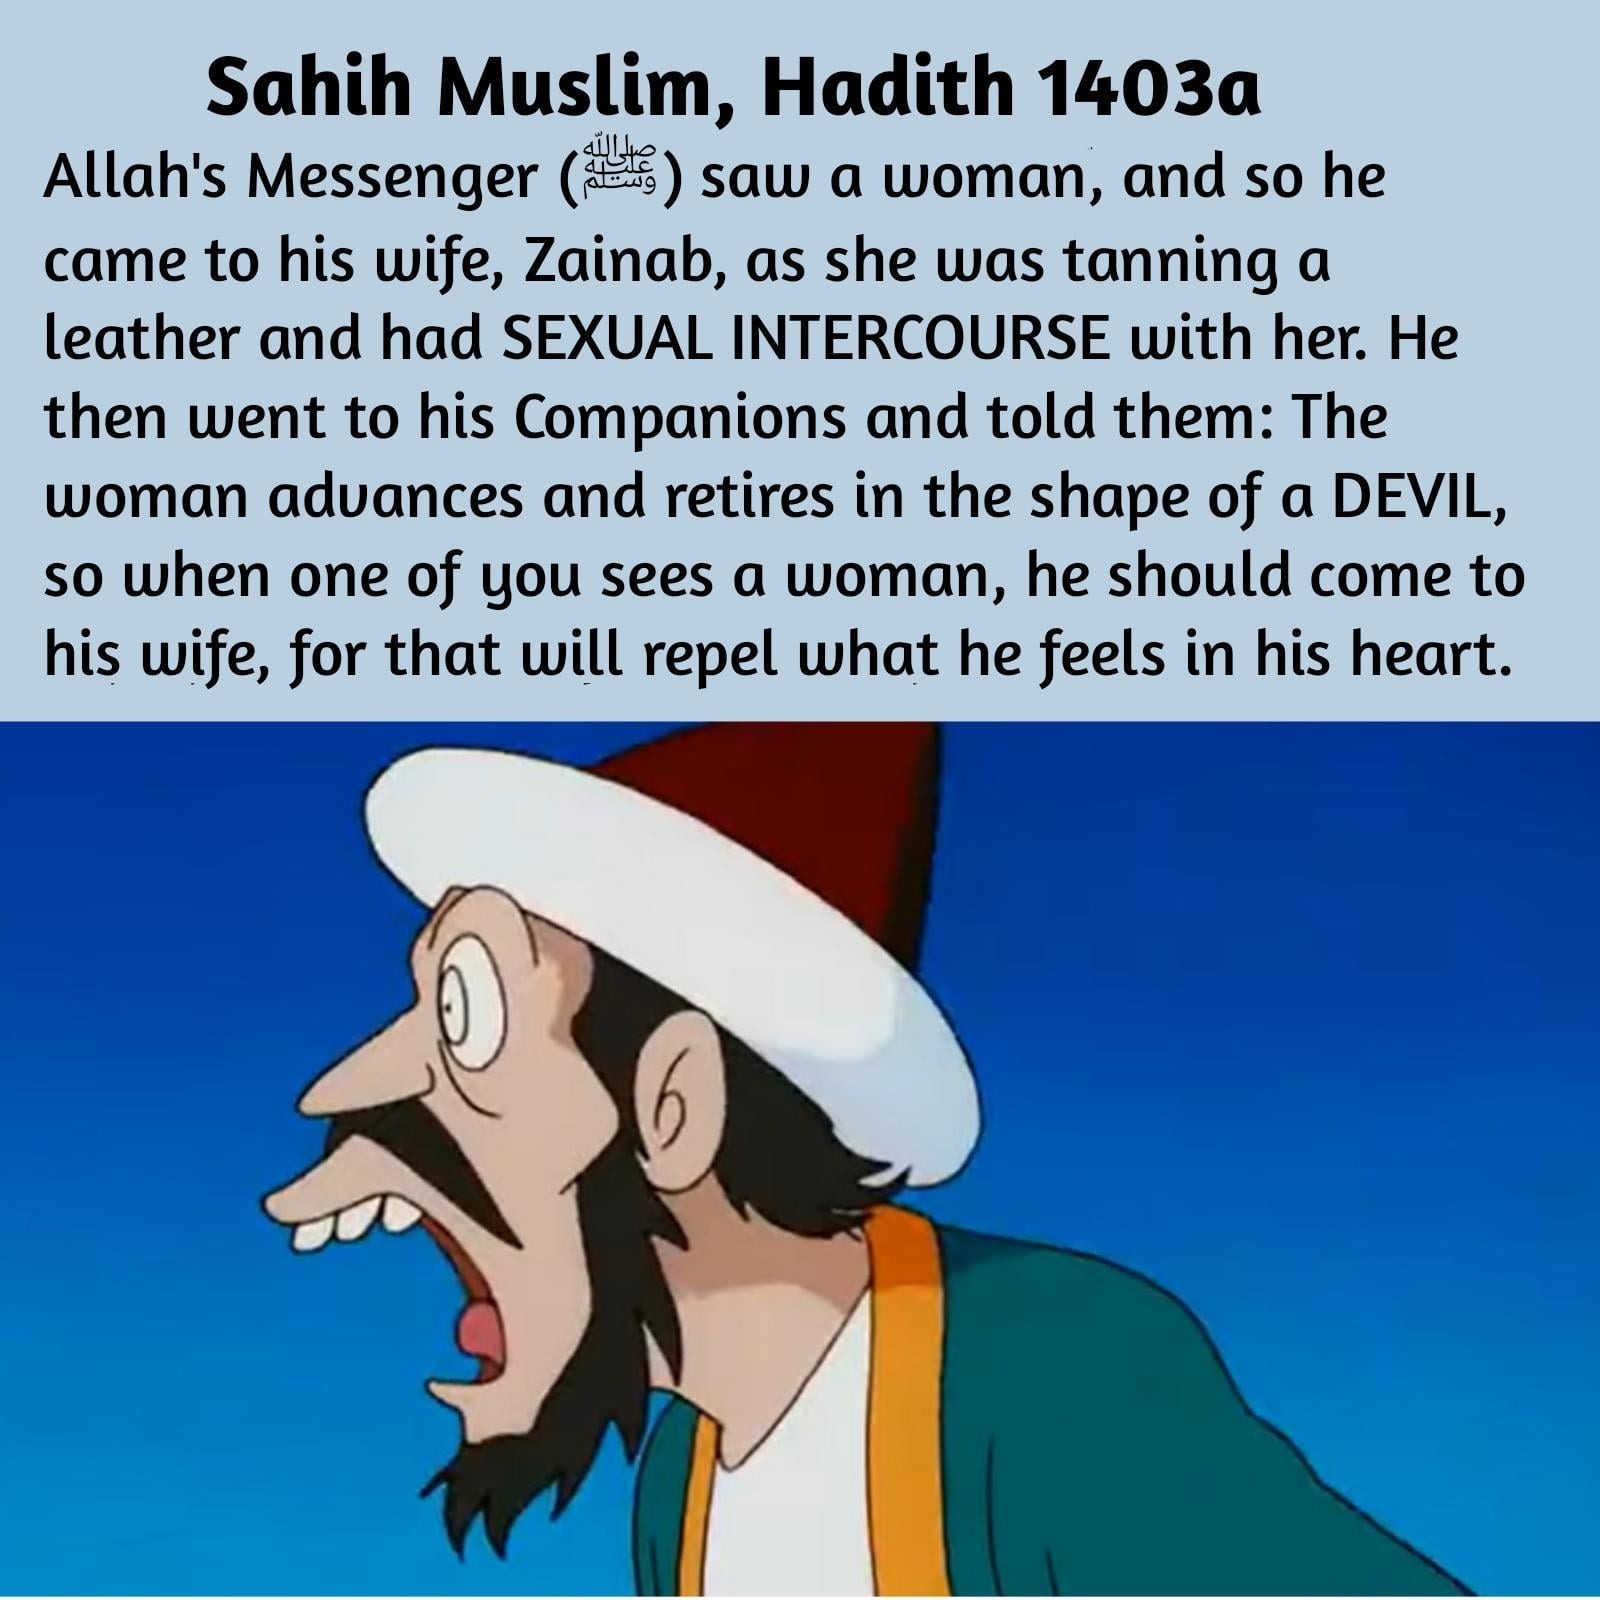 Sahih Muslim, Hadith 1403a
Allah's Messenger (ﷺ) saw a woman, and so he
came to his wife, Zainab, as she was tanning a
leather and had SEXUAL INTERCOURSE with her. He
then went to his Companions and told them: The
woman advances and retires in the shape of a DEVIL,
so when one of you sees a woman, he should come to
his wife, for that will repel what he feels in his heart.